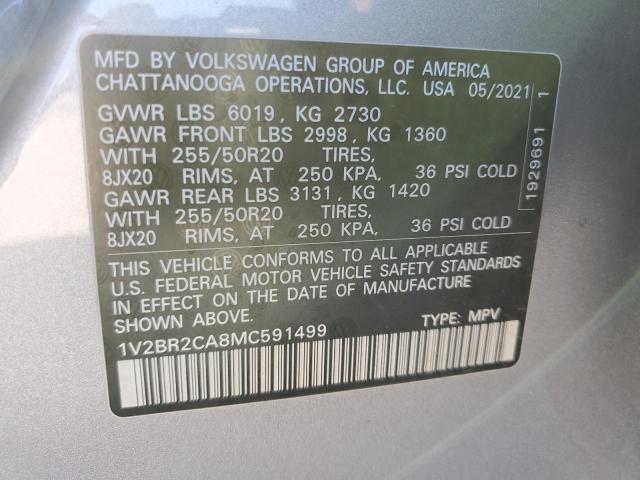 MFD BY VOLKSWAGEN GROUP OF AMERICA
CHATTANOOGA OPERATIONS, LLC. USA 05/2021
GVWR LBS 6019, KG 2730
GAWR FRONT LBS 2998, KG 1360
WITH 255/50R20 TIRES,
8JX20 RIMS, AT 250 KPA, 36 PSI COLD
GAWR REAR LBS 3131, KG 1420
WITH 255/50R20 TIRES,
8JX20 RIMS, AT 250 KPA, 36 PSI COLD
THIS VEHICLE CONFORMS TO ALL APPLICABLE
U.S. FEDERAL MOTOR VEHICLE SAFETY STANDARDS
IN EFFECT ON THE DATE OF MANUFACTURE
SHOWN ABOVE.
1V2BR2CA8MC591499 TYPE: MPV
1929691 1